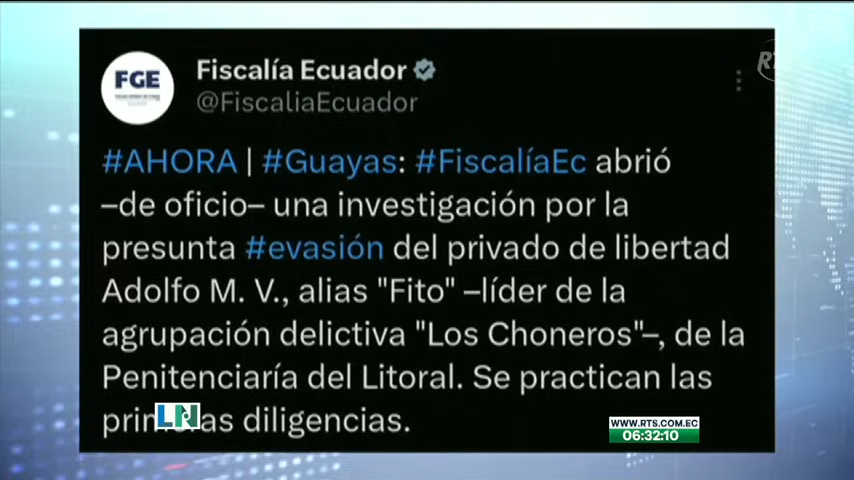 FGE
Fiscalía Ecuador
@FiscaliaEcuador
#AHORA | #Guayas: #FiscalíaEc abrió
–de oficio– una investigación por la
presunta #evasión del privado de libertad
Adolfo M. V., alias "Fito" –líder de la
agrupación delictiva "Los Choneros"–, de la
Penitenciaría del Litoral. Se practican las
diligencias.
LN
WWW.RTS.COM.EC
06:32:10